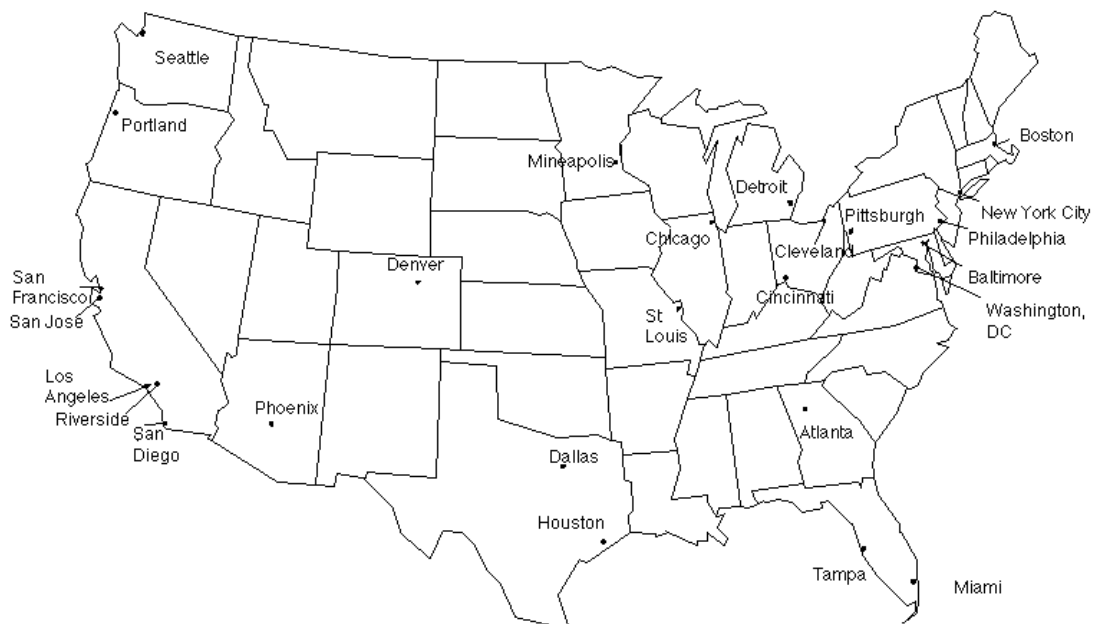 Seattle
Portland
Mineapolis
Boston
Detroit
New York City
Pittsburgh
Philadelphia
Chicago
Cleveland
Denver
Baltimore
San
Francisco
Cincinnati
San José
St
Louis
Washington,
DC
Los
Angeles
Riverside
Phoenix
San
Diego
Atlanta
Dallas
Houston
Tampa
Miami